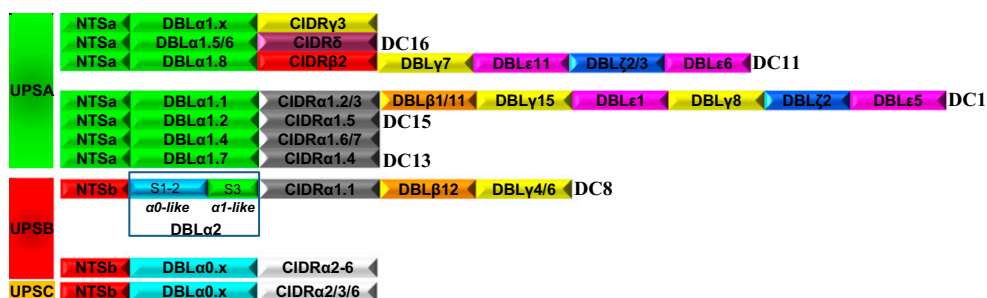 NTSa DBLα1.x CIDRγ3
NTSa DBLα1.5/6 CIDRδ DC16
NTSa DBLα1.8 CIDRβ2 DBLγ7 DBLε11 DBLζ2/3 DBLε6 DC11
UPSA
NTSa DBLα1.1 CIDRα1.2/3 DBLβ1/11 DBLγ15 DBLε1 DBLγ8 DBLζ2 DBLε5 DC1
NTSa DBLα1.2 CIDRα1.5 DC15
NTSa DBLα1.4 CIDRα1.6/7
NTSa DBLα1.7 CIDRα1.4 DC13
NTSb S1-2 S3 CIDRα1.1 DBLβ12 DBLγ4/6 DC8
α0-like α1-like
UPSB DBLα2
NTSb DBLα0.x CIDRα2-6
UPSC NTSb DBLα0.x CIDRα2/3/6